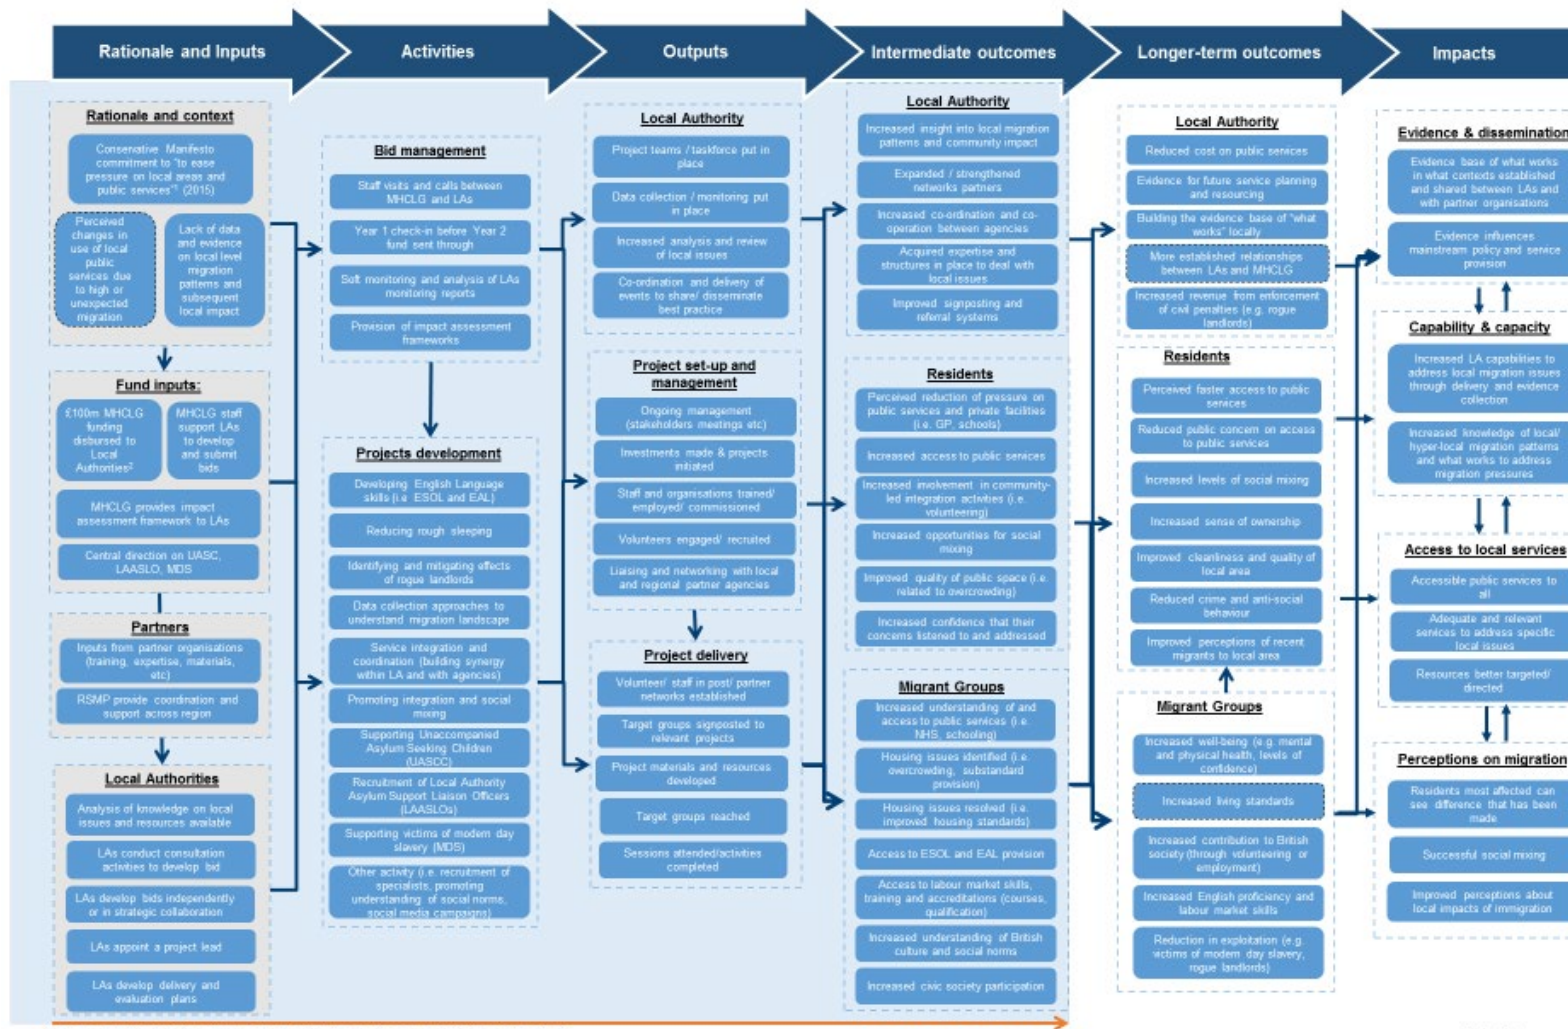 Rationale and Inputs
Activities
Outputs
Intermediate outcomes
Longer-term outcomes
Impacts
Rationale and context
Conservative Manifesto
commitment to "to ease
pressure on local areas and
public services"¹ (2015)
Perceived
changes in
use of local
public
services due
to high or
unexpected
migration
Lack of data
and evidence
on local level
migration
patterns and
subsequent
local impact
Fund inputs:
£100m MHCLG
funding
disbursed to
Local
Authorities²
MHCLG staff
support LAs
to develop
and submit
bids
MHCLG provides impact
assessment framework to LAs
Central direction on UASC,
LAASLO, MDS
Partners
Inputs from partner organisations
(training, expertise, materials,
etc)
RSMP provide coordination and
support across region
Local Authorities
Analysis of knowledge on local
issues and resources available
LAs conduct consultation
activities to develop bid
LAs develop bids independently
or in strategic collaboration
LAs appoint a project lead
LAs develop delivery and
evaluation plans
Bid management
Staff visits and calls between
MHCLG and LAs
Year 1 check-in before Year 2
fund sent through
Soft monitoring and analysis of LAs
monitoring reports
Provision of impact assessment
frameworks
Projects development
Developing English Language
skills (i.e ESOL and EAL)
Reducing rough sleeping
Identifying and mitigating effects
of rogue landlords
Data collection approaches to
understand migration landscape
Service integration and
coordination (building synergy
within LA and with agencies)
Promoting integration and social
mixing
Supporting Unaccompanied
Asylum Seeking Children
(UASCC)
Recruitment of Local Authority
Asylum Support Liaison Officers
(LAASLOs)
Supporting victims of modern day
slavery (MDS)
Other activity (i.e. recruitment of
specialists, promoting
understanding of social norms,
social media campaigns)
Local Authority
Project teams / taskforce put in
place
Data collection / monitoring put
in place
Increased analysis and review
of local issues
Co-ordination and delivery of
events to share/ disseminate
best practice
Project set-up and
management
Ongoing management
(stakeholders meetings etc)
Investments made & projects
initiated
Staff and organisations trained/
employed/ commissioned
Volunteers engaged/ recruited
Liaising and networking with local
and regional partner agencies
Project delivery
Volunteer/ staff in post/ partner
networks established
Target groups signposted to
relevant projects
Project materials and resources
developed
Target groups reached
Sessions attended/activities
completed
Local Authority
Increased insight into local migration
patterns and community impact
Expanded / strengthened
networks partners
Increased co-ordination and co-
operation between agencies
Acquired expertise and
structures in place to deal with
local issues
Improved signposting and
referral systems
Residents
Perceived reduction of pressure on
public services and private facilities
(i.e. GP, schools)
Increased access to public services
Increased involvement in community-
led integration activities (i.e.
volunteering)
Increased opportunities for social
mixing
Improved quality of public space (i.e.
related to overcrowding)
Increased confidence that their
concerns listened to and addressed
Migrant Groups
Increased understanding of and
access to public services (i.e.
NHS, schooling)
Housing issues identified (i.e.
overcrowding, substandard
provision)
Housing issues resolved (i.e.
improved housing standards)
Access to ESOL and EAL provision
Access to labour market skills,
training and accreditations (courses,
qualification)
Increased understanding of British
culture and social norms
Increased civic society participation
Local Authority
Reduced cost on public services
Evidence for future service planning
and resourcing
Building the evidence base of "what
works" locally
More established relationships
between LAs and MHCLG
Increased revenue from enforcement
of civil penalties (e.g. rogue
landlords)
Residents
Perceived faster access to public
services
Reduced public concern on access
to public services
Increased levels of social mixing
Increased sense of ownership
Improved cleanliness and quality of
local area
Reduced crime and anti-social
behaviour
Improved perceptions of recent
migrants to local area
Migrant Groups
Increased well-being (e.g. mental
and physical health, levels of
confidence)
Increased living standards
Increased contribution to British
society (through volunteering or
employment)
Increased English proficiency and
labour market skills
Reduction in exploitation (e.g.
victims of modern day slavery,
rogue landlords)
Evidence & dissemination
Evidence base of what works
in what contexts established
and shared between LAs and
with partner organisations
Evidence influences
mainstream policy and service
provision
Capability & capacity
Increased LA capabilities to
address local migration issues
through delivery and evidence
collection
Increased knowledge of local/
hyper-local migration patterns
and what works to address
migration pressures
Access to local services
Accessible public services to
all
Adequate and relevant
services to address specific
local issues
Resources better targeted/
directed
Perceptions on migration
Residents most affected can
see difference that has been
made
Successful social mixing
Improved perceptions about
local impacts of immigration